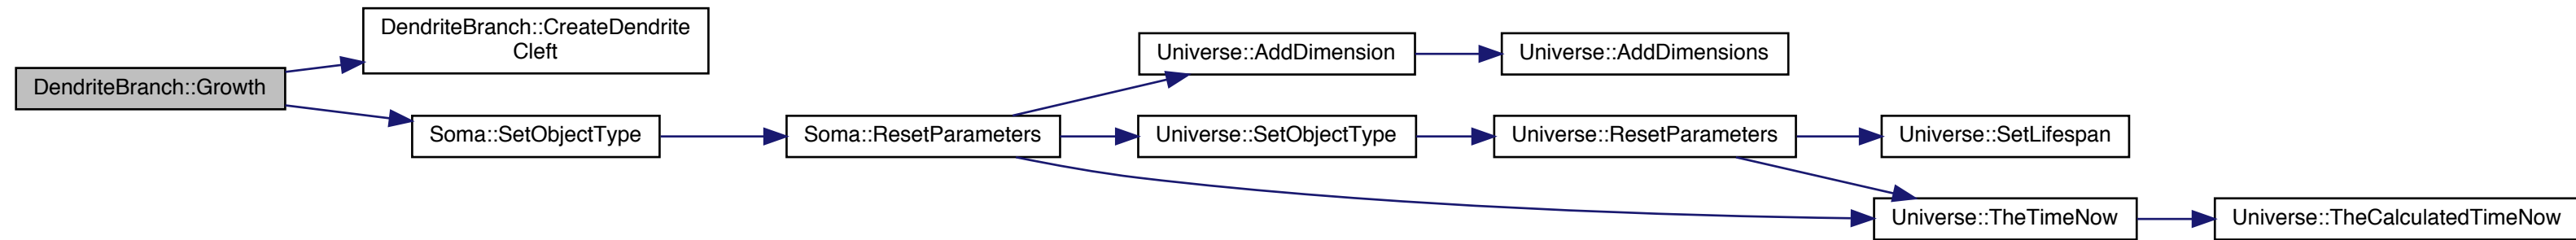 DendriteBranch::Growth
DendriteBranch::CreateDendrite
Cleft
Soma::SetObjectType
Soma::ResetParameters
Universe::AddDimension
Universe::AddDimensions
Universe::SetObjectType
Universe::ResetParameters
Universe::SetLifespan
Universe::TheTimeNow
Universe::TheCalculatedTimeNow